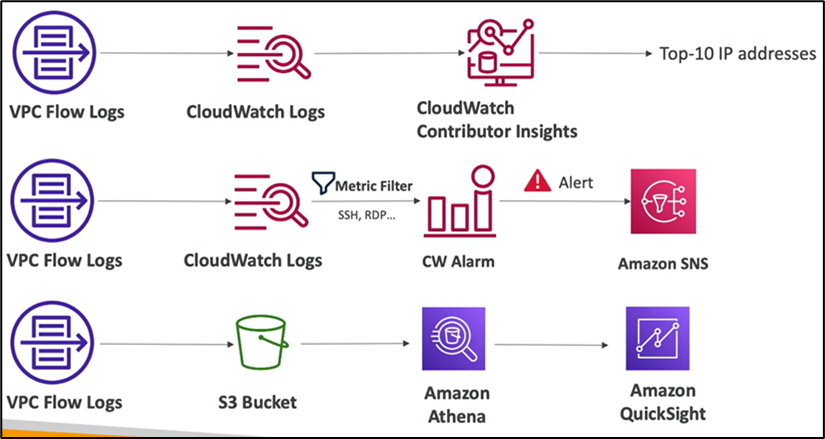 VPC Flow Logs
CloudWatch Logs
CloudWatch
Contributor Insights
Top-10 IP addresses
VPC Flow Logs
CloudWatch Logs
Metric Filter
SSH, RDP...
CW Alarm
Alert
Amazon SNS
VPC Flow Logs
S3 Bucket
Amazon
Athena
Amazon
QuickSight